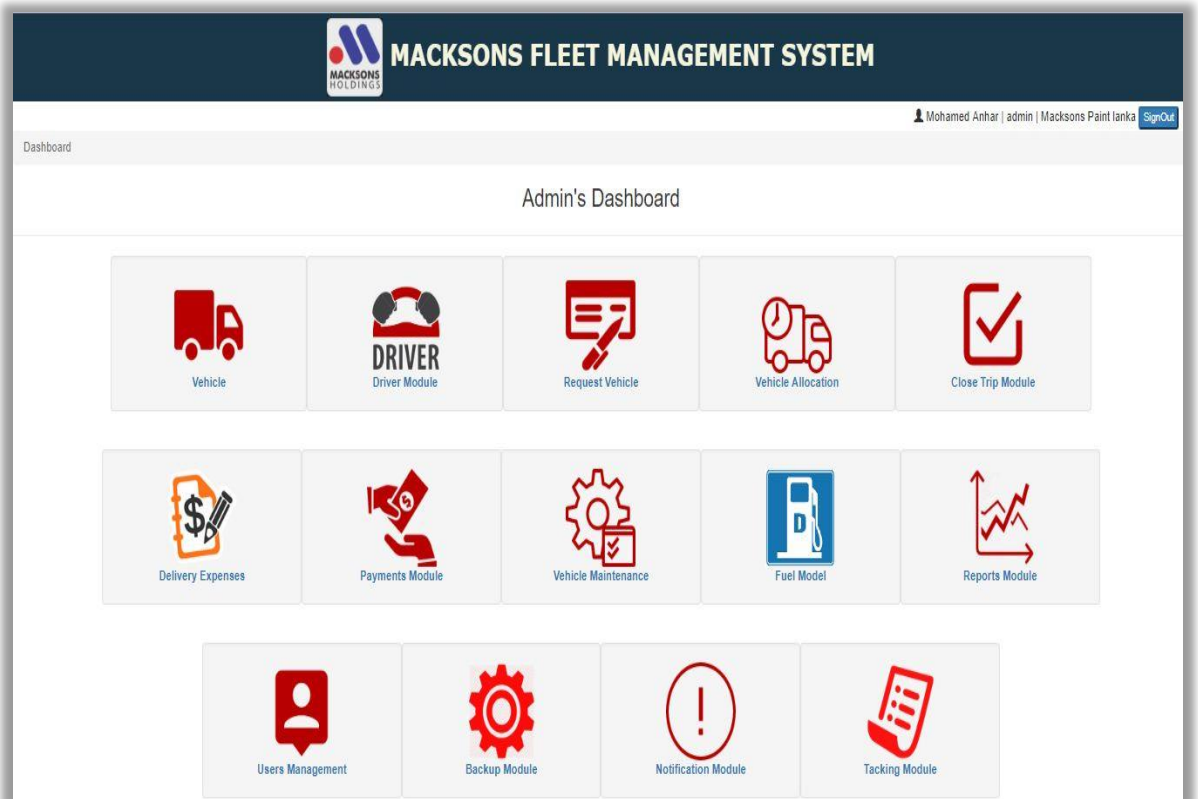 MACKSONS
HOLDINGS
MACKSONS FLEET MANAGEMENT SYSTEM
Mohamed Anhar | admin | Macksons Paint lanka SignOut
Dashboard
Admin's Dashboard
DRIVER
Vehicle Driver Module Request Vehicle Vehicle Allocation Close Trip Module
$ $ D
Delivery Expenses Payments Module Vehicle Maintenance Fuel Model Reports Module
!
Users Management Backup Module Notification Module Tacking Module